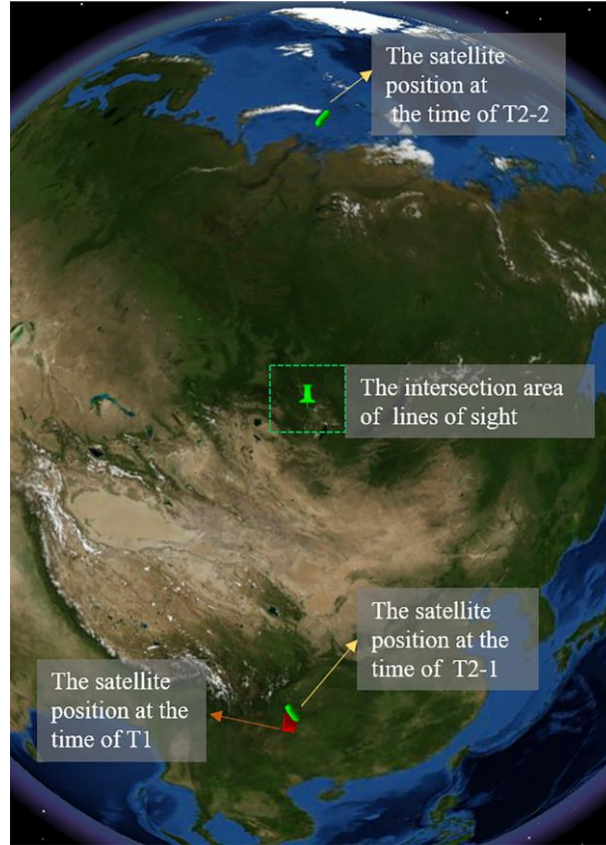 The satellite
position at
the time of T2-2
The intersection area
of lines of sight
The satellite
position at the
time of T2-1
The satellite
position at the
time of T1